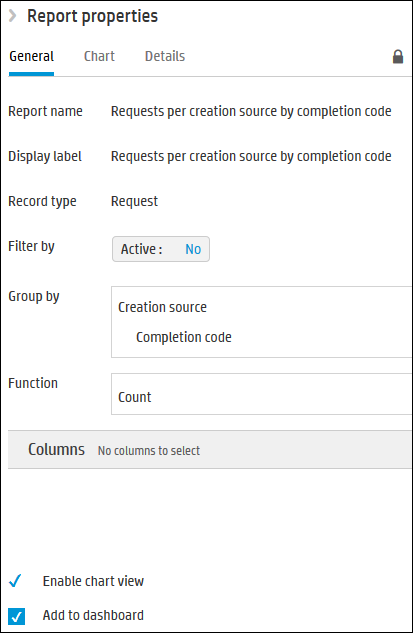 Report properties
General Chart Details
Report name Requests per creation source by completion code
Display label Requests per creation source by completion code
Record type Request
Filter by Active : No
Group by Creation source
Completion code
Function Count
Columns No columns to select
Enable chart view
Add to dashboard